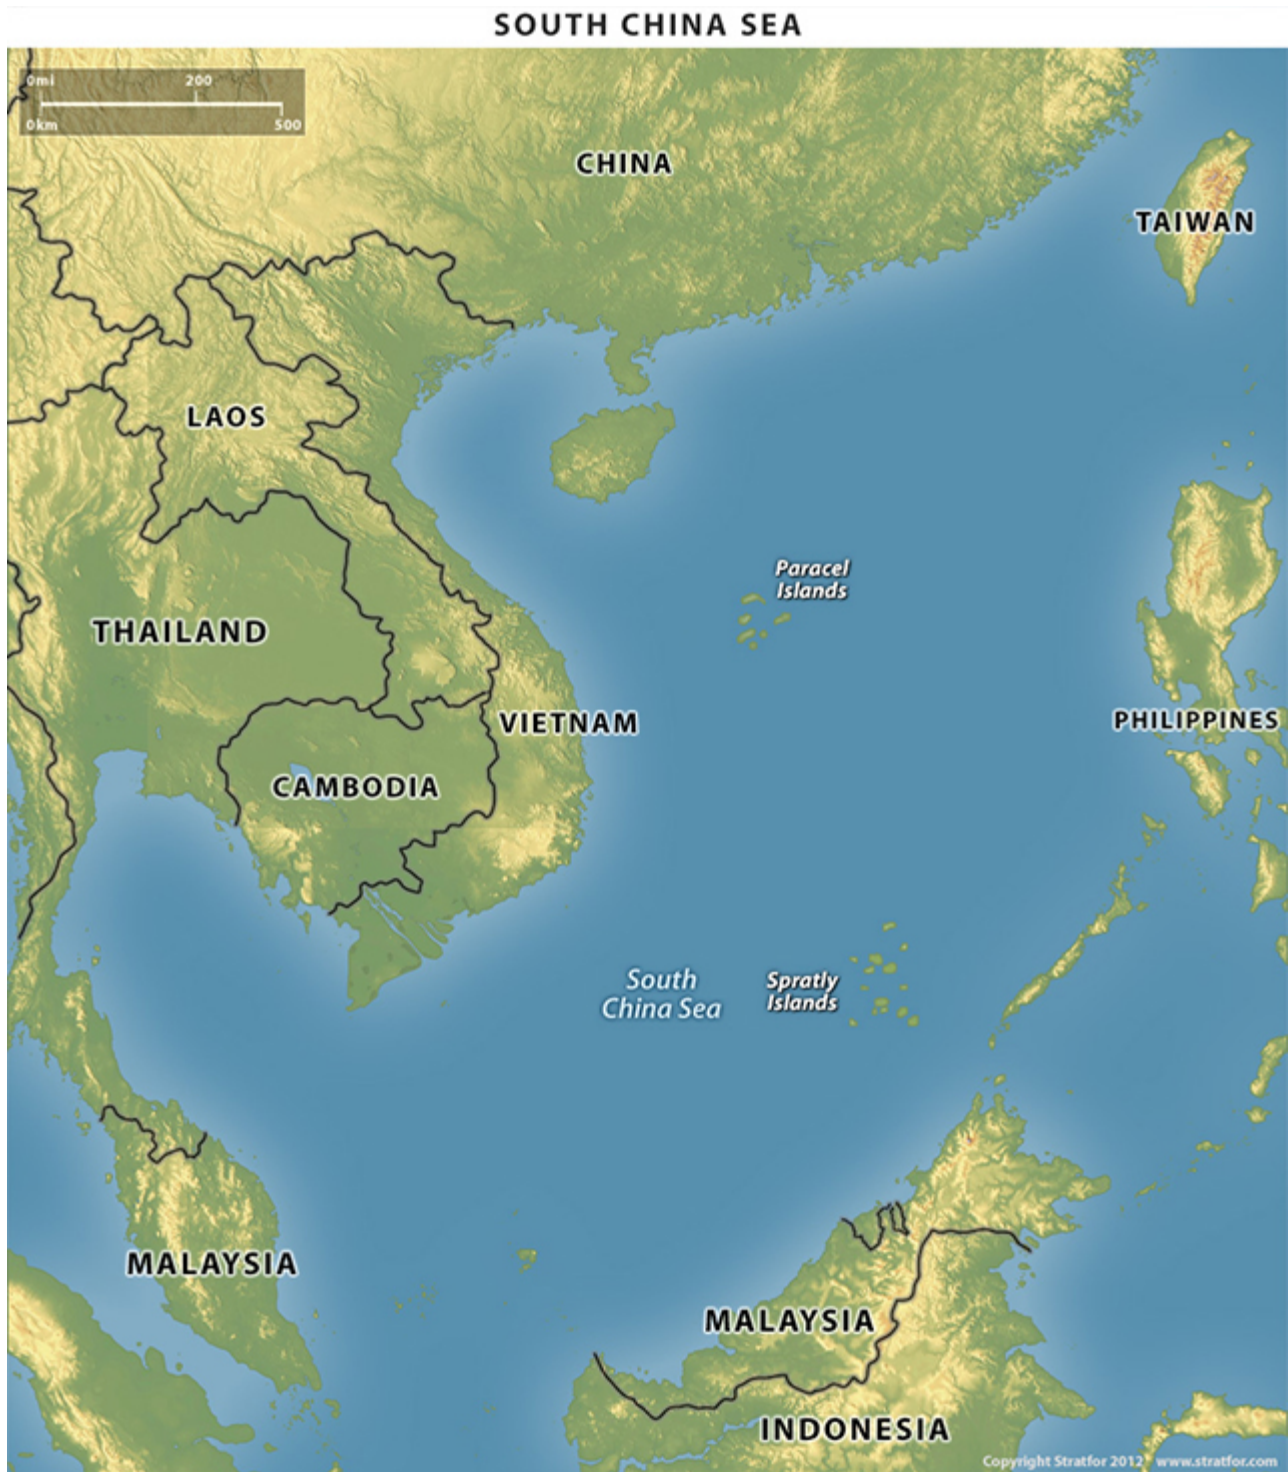 SOUTH CHINA SEA
0mi 200
0km 500
CHINA
TAIWAN
LAOS
Paracel
Islands
THAILAND
VIETNAM
PHILIPPINES
CAMBODIA
South
China Sea
Spratly
Islands
MALAYSIA
MALAYSIA
INDONESIA
Copyright Stratfor 2012 www.stratfor.com